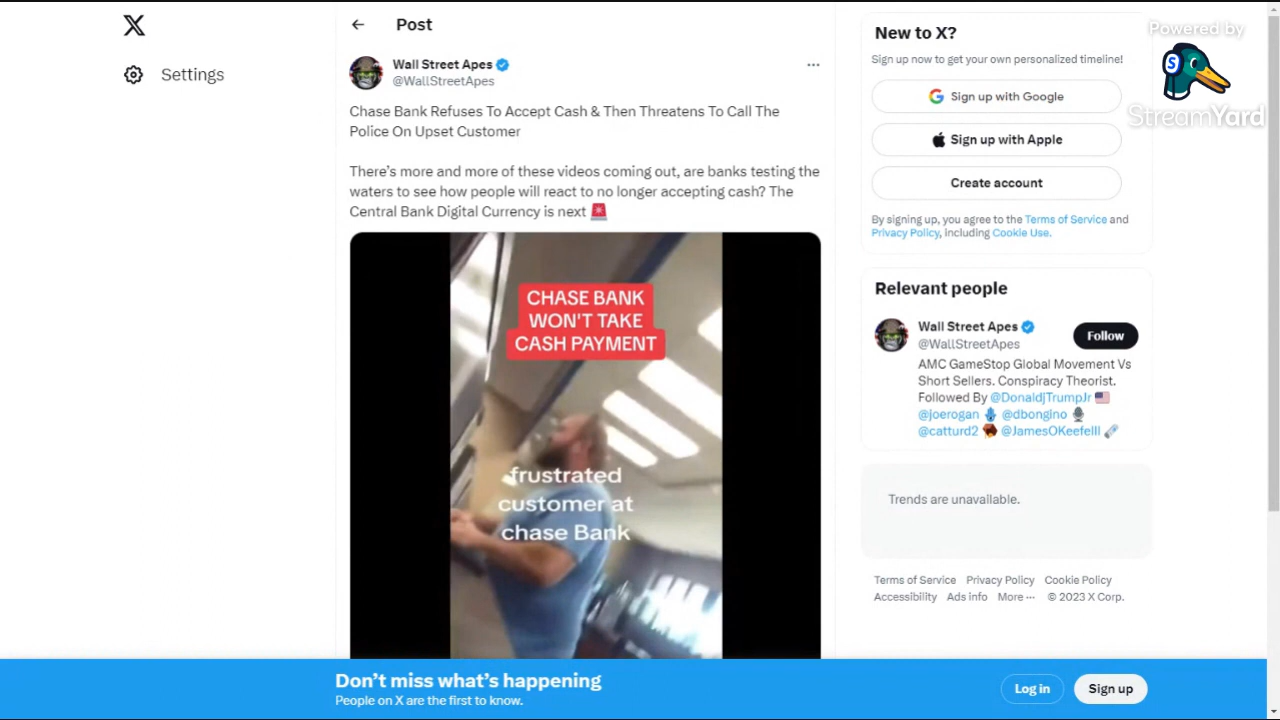 Post
Settings
Wall Street Apes
@WallStreetApes
Chase Bank Refuses To Accept Cash & Then Threatens To Call The
Police On Upset Customer
There's more and more of these videos coming out, are banks testing the
waters to see how people will react to no longer accepting cash? The
Central Bank Digital Currency is next
CHASE BANK
WON'T TAKE
CASH PAYMENT
frustrated
customer at
chase Bank
New to X?
Sign up now to get your own personalized timeline!
Sign up with Google
Sign up with Apple
Create account
By signing up, you agree to the Terms of Service and
Privacy Policy, including Cookie Use.
Relevant people
Wall Street Apes
@WallStreetApes
Follow
AMC GameStop Global Movement Vs
Short Sellers. Conspiracy Theorist.
Followed By @DonaldjTrumpJr
@joerogan @dbongino
@catturd2 @JamesOKeefeIII
Trends are unavailable.
Terms of Service Privacy Policy Cookie Policy
Accessibility Ads info More ··· © 2023 X Corp.
Don't miss what's happening
People on X are the first to know.
Log in
Sign up
Powered by
S
StreamYard